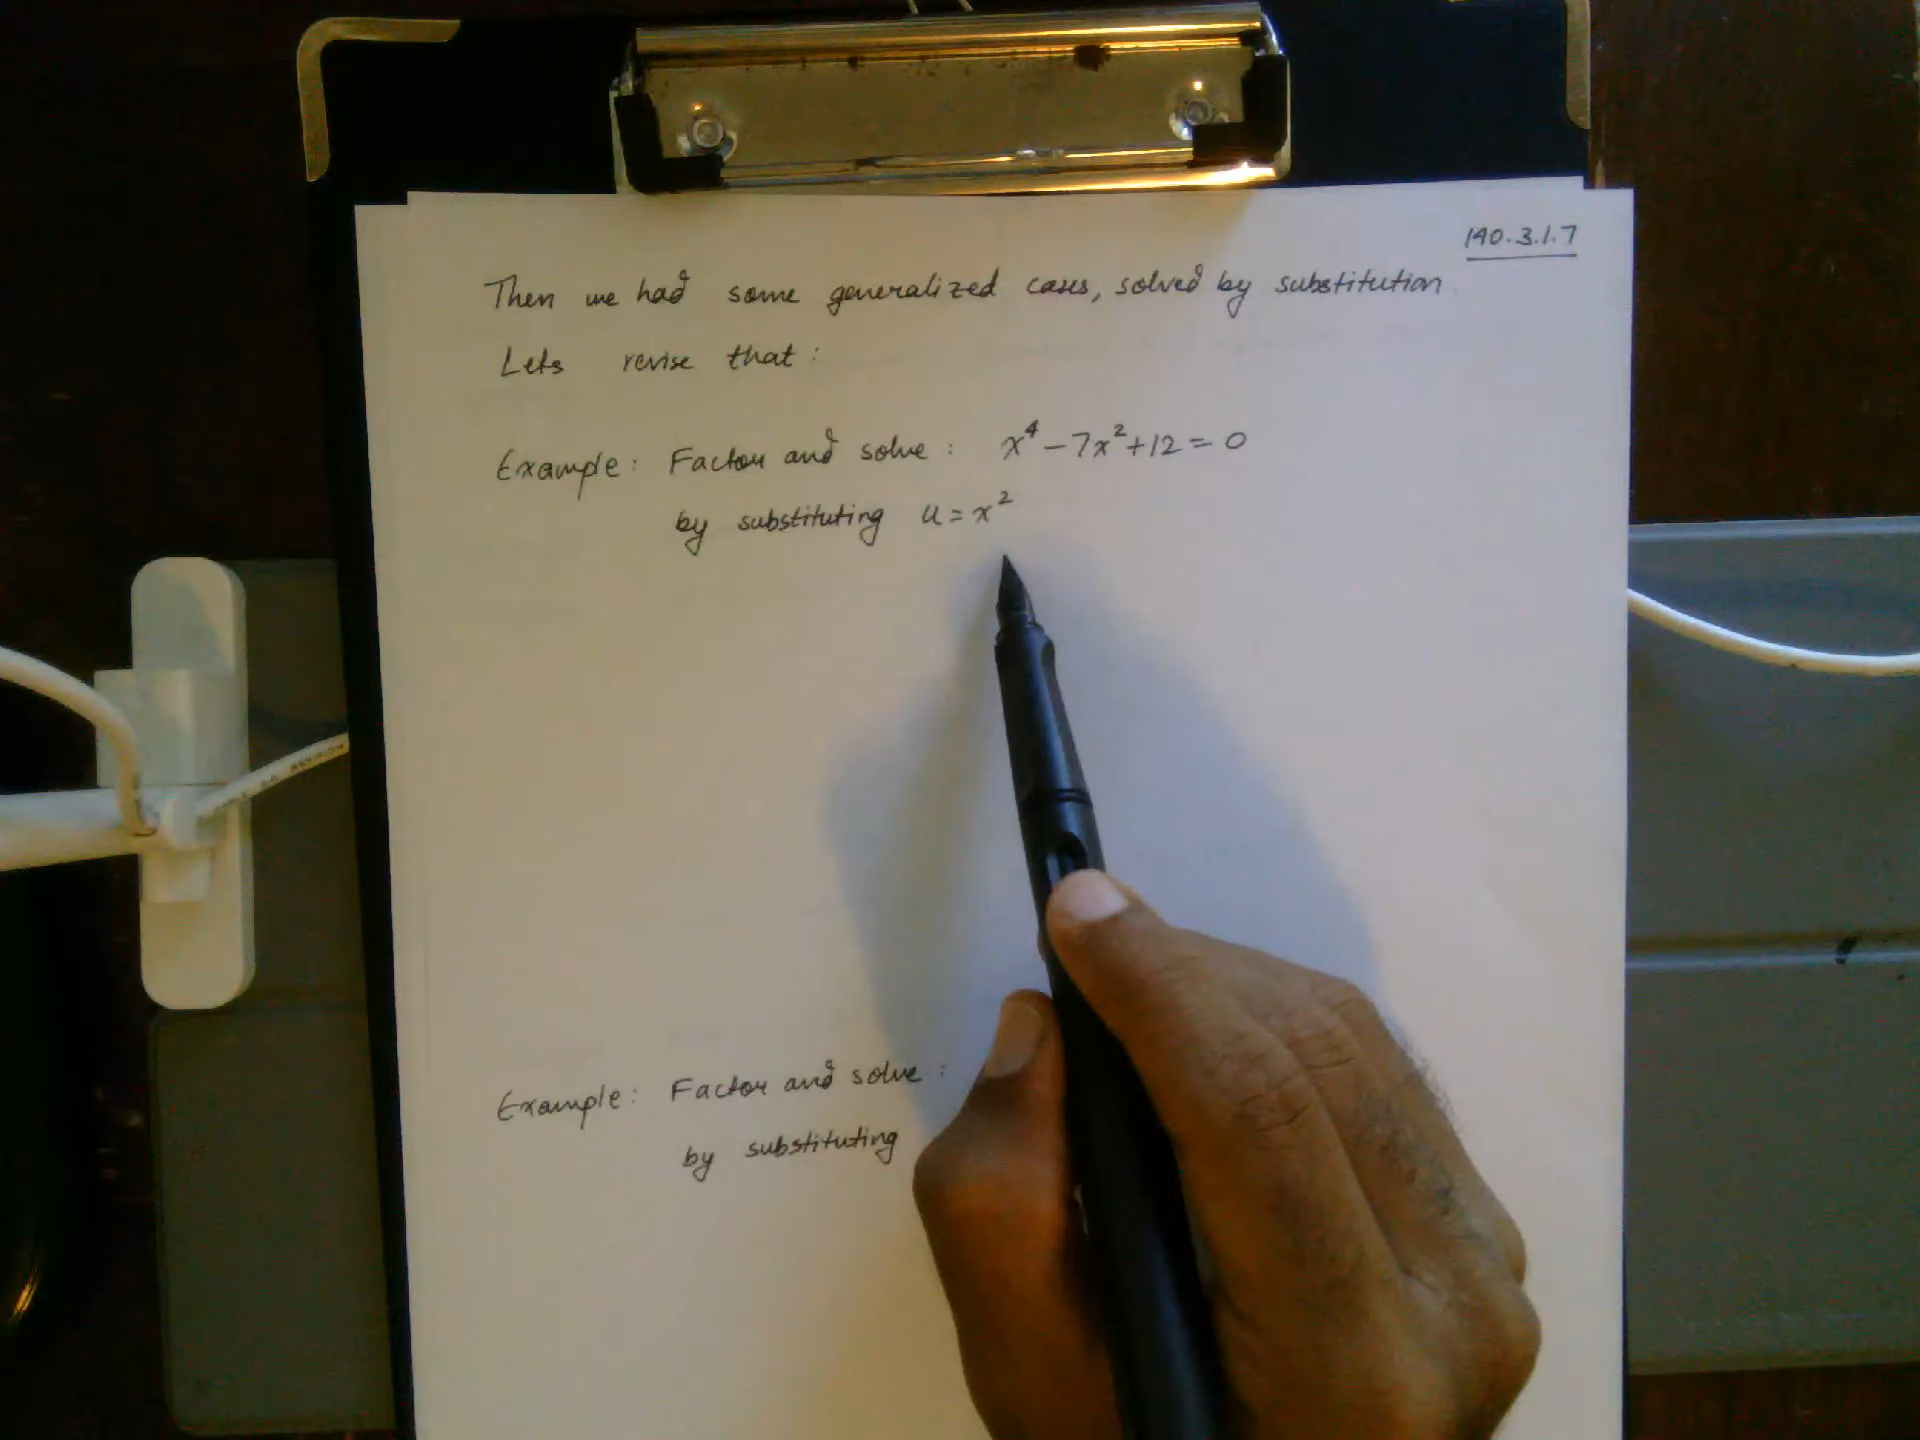 140.3.1.7
Then we had some generalized cases, solved by substitution.
Lets revise that:
Example: Factor and solve: x⁴ − 7x² + 12 = 0
by substituting u = x²
Example: Factor and solve:
by substituting